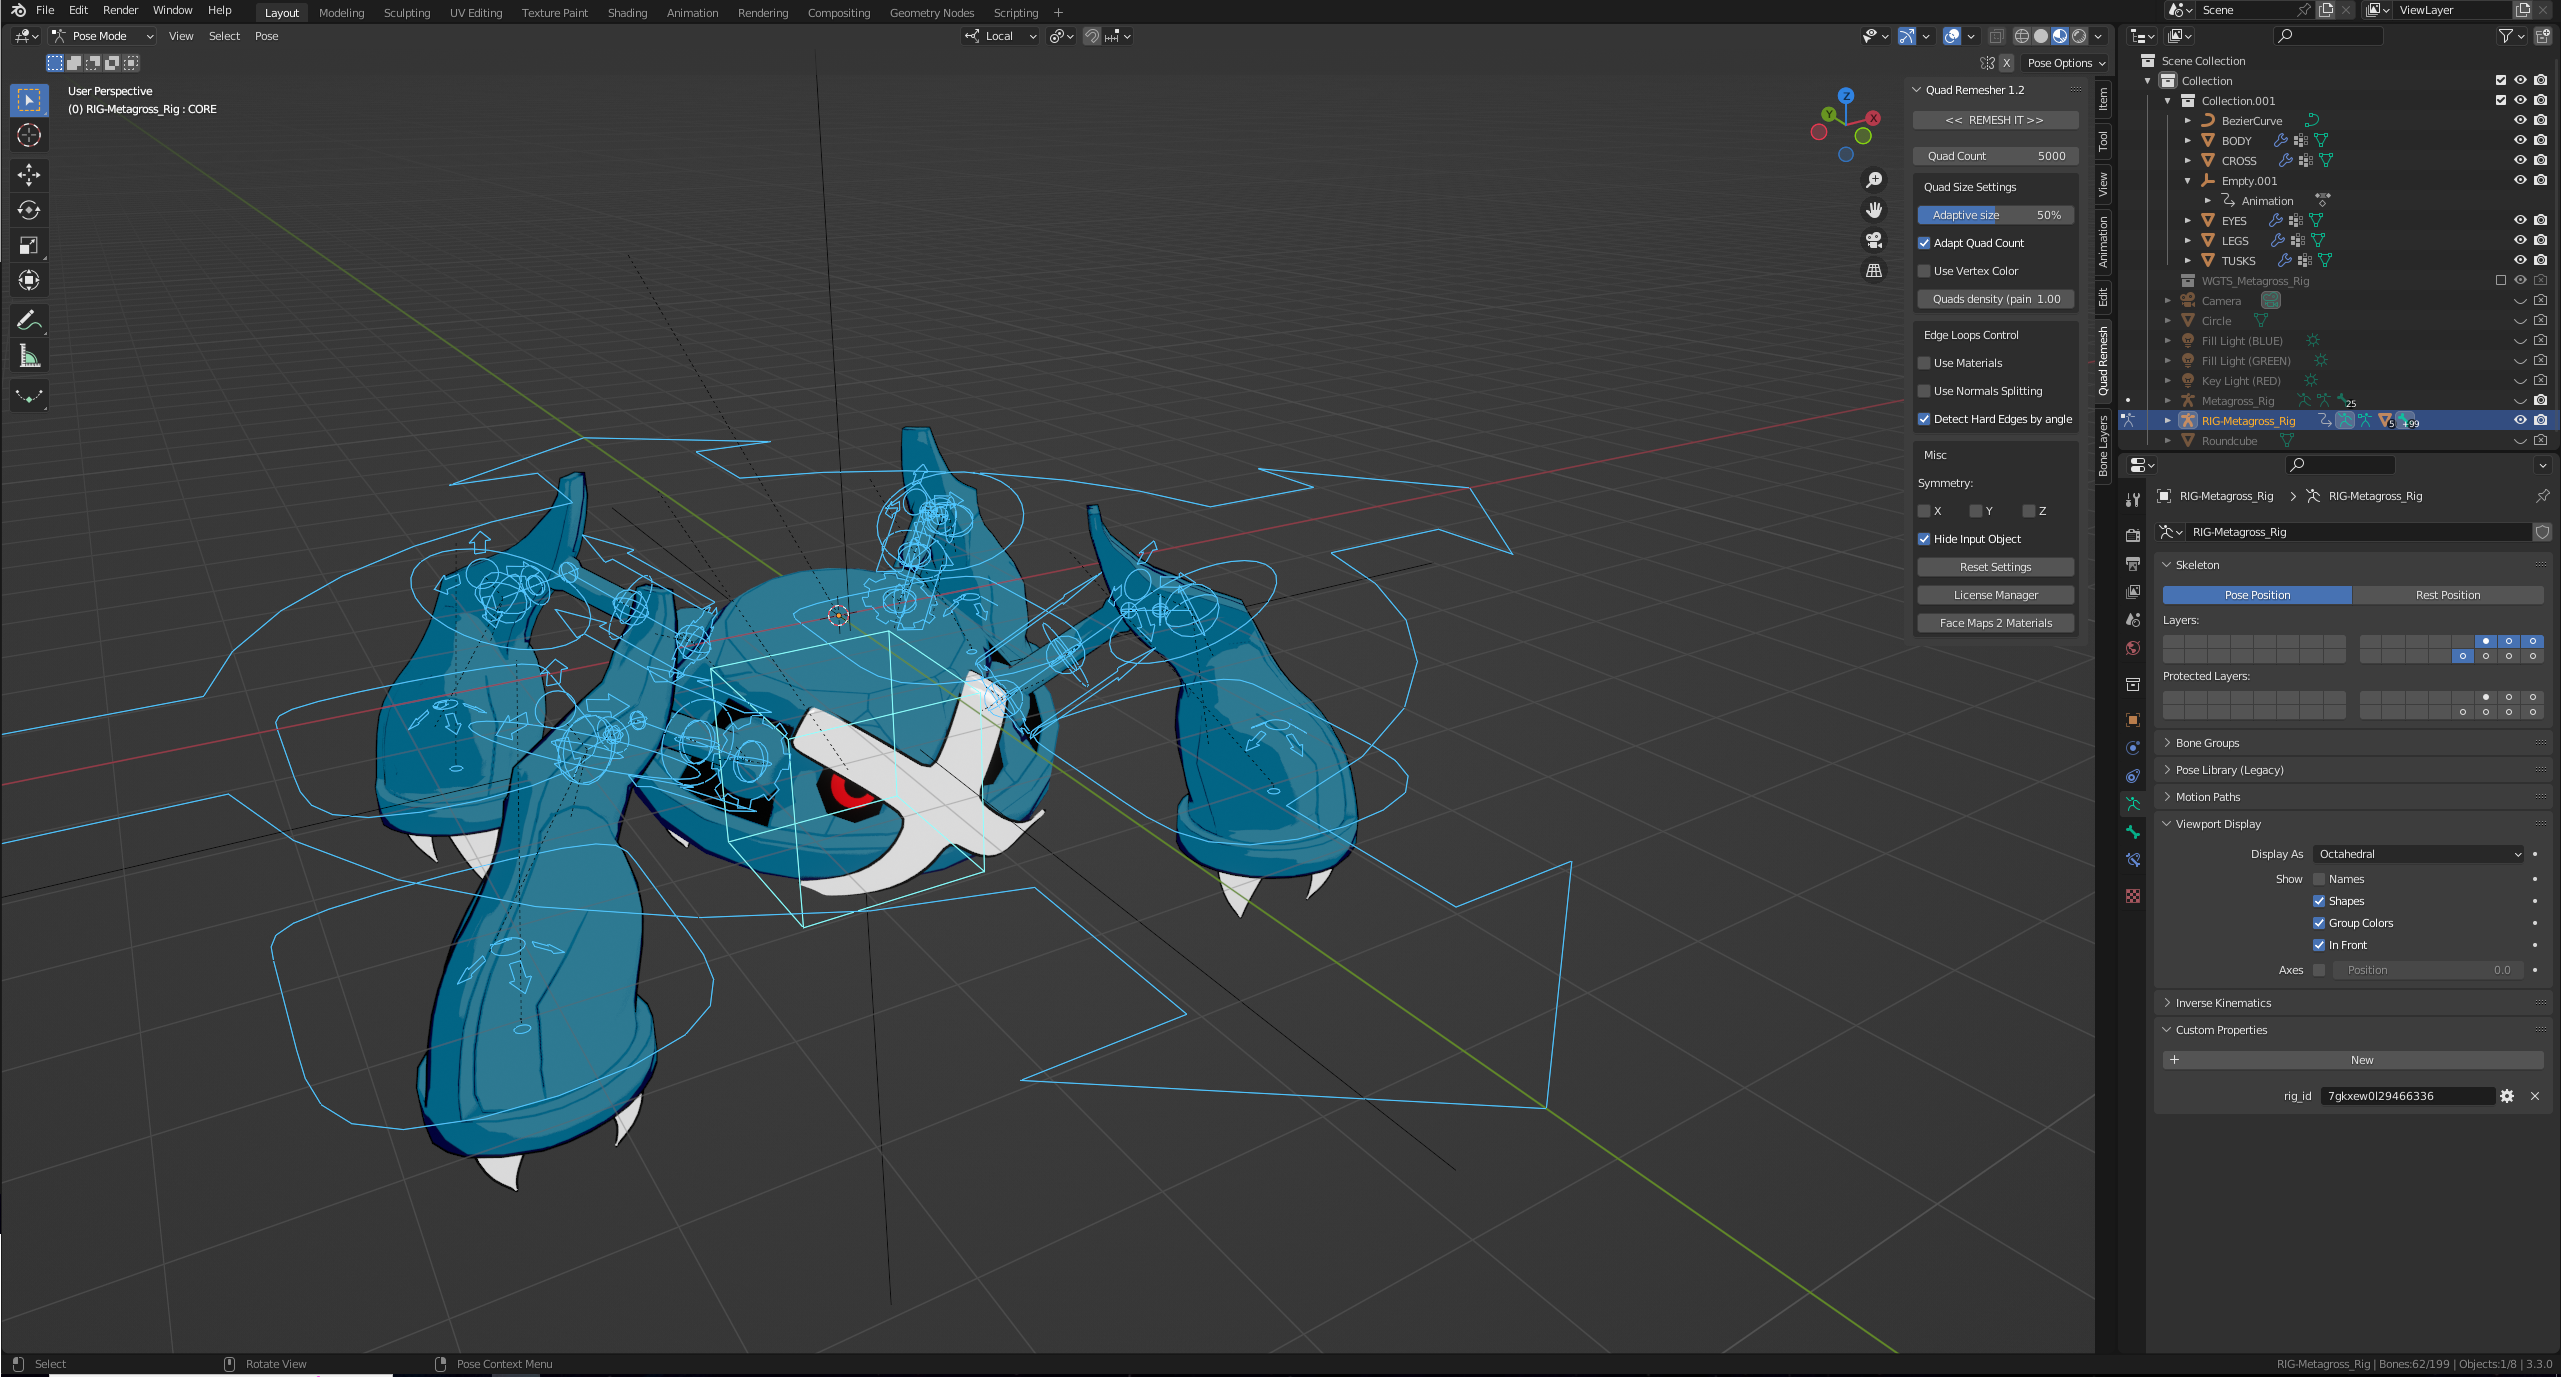 File Edit Render Window Help Layout Modeling Sculpting UV Editing Texture Paint Shading Animation Rendering Compositing Geometry Nodes Scripting + Scene ViewLayer
Pose Mode View Select Pose Local
X Pose Options
User Perspective
(0) RIG-Metagross_Rig : CORE
Z
Y
X
Quad Remesher 1.2
<< REMESH IT >>
Quad Count 5000
Quad Size Settings
Adaptive size 50%
Adapt Quad Count
Use Vertex Color
Quads density (pain 1.00
Edge Loops Control
Use Materials
Use Normals Splitting
Detect Hard Edges by angle
Misc
Symmetry:
X Y Z
Hide Input Object
Reset Settings
License Manager
Face Maps 2 Materials
Item
Tool
View
Animation
Edit
Quad Remesh
Bone Layers
Scene Collection
Collection
Collection.001
BezierCurve
BODY
CROSS
Empty.001
Animation
EYES
LEGS
TUSKS
WGTS_Metagross_Rig
Camera
Circle
Fill Light (BLUE)
Fill Light (GREEN)
Key Light (RED)
Metagross_Rig 25
RIG-Metagross_Rig 5 +99
Roundcube
RIG-Metagross_Rig > RIG-Metagross_Rig
RIG-Metagross_Rig
Skeleton
Pose Position Rest Position
Layers:
Protected Layers:
Bone Groups
Pose Library (Legacy)
Motion Paths
Viewport Display
Display As Octahedral
Show Names
Shapes
Group Colors
In Front
Axes Position 0.0
Inverse Kinematics
Custom Properties
+ New
rig_id 7gkxew0l29466336
Select Rotate View Pose Context Menu RIG-Metagross_Rig | Bones:62/199 | Objects:1/8 | 3.3.0